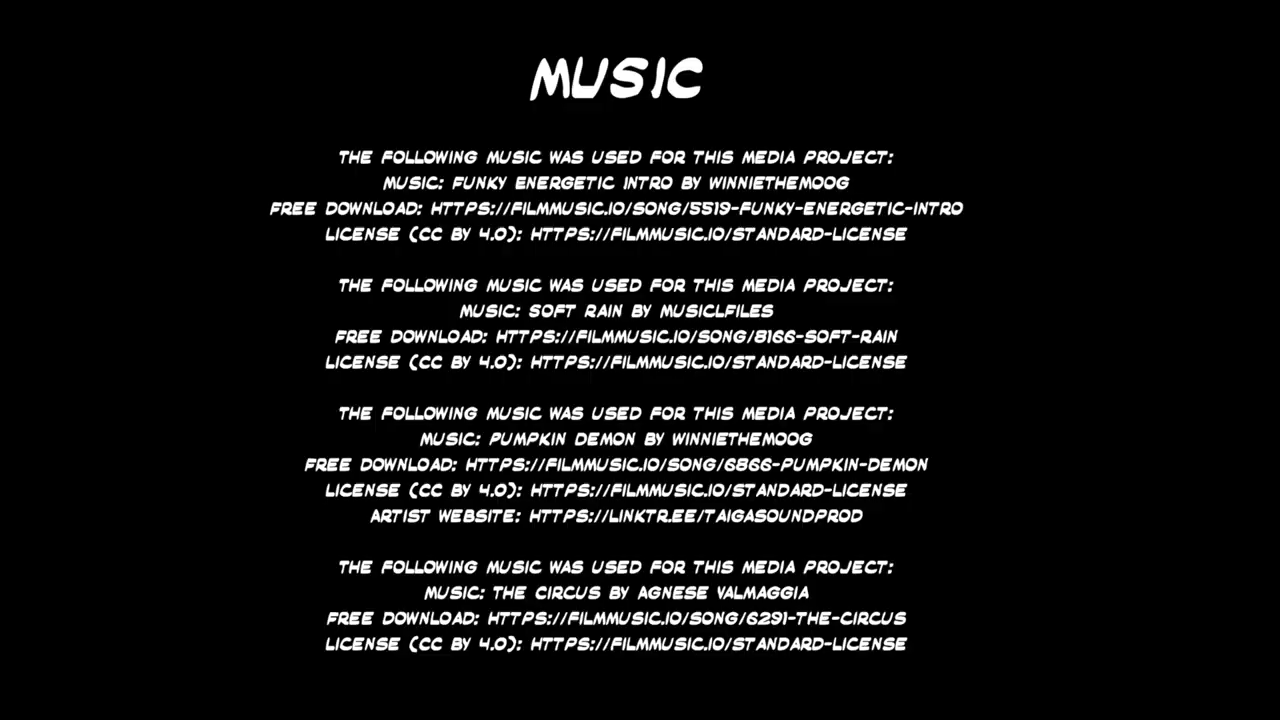 MUSIC
THE FOLLOWING MUSIC WAS USED FOR THIS MEDIA PROJECT:
MUSIC: FUNKY ENERGETIC INTRO BY WINNIETHEMOOG
FREE DOWNLOAD: HTTPS://FILMMUSIC.IO/SONG/5519-FUNKY-ENERGETIC-INTRO
LICENSE (CC BY 4.0): HTTPS://FILMMUSIC.IO/STANDARD-LICENSE
THE FOLLOWING MUSIC WAS USED FOR THIS MEDIA PROJECT:
MUSIC: SOFT RAIN BY MUSICLFILES
FREE DOWNLOAD: HTTPS://FILMMUSIC.IO/SONG/8166-SOFT-RAIN
LICENSE (CC BY 4.0): HTTPS://FILMMUSIC.IO/STANDARD-LICENSE
THE FOLLOWING MUSIC WAS USED FOR THIS MEDIA PROJECT:
MUSIC: PUMPKIN DEMON BY WINNIETHEMOOG
FREE DOWNLOAD: HTTPS://FILMMUSIC.IO/SONG/6866-PUMPKIN-DEMON
LICENSE (CC BY 4.0): HTTPS://FILMMUSIC.IO/STANDARD-LICENSE
ARTIST WEBSITE: HTTPS://LINKTR.EE/TAIGASOUNDPROD
THE FOLLOWING MUSIC WAS USED FOR THIS MEDIA PROJECT:
MUSIC: THE CIRCUS BY AGNESE VALMAGGIA
FREE DOWNLOAD: HTTPS://FILMMUSIC.IO/SONG/6291-THE-CIRCUS
LICENSE (CC BY 4.0): HTTPS://FILMMUSIC.IO/STANDARD-LICENSE